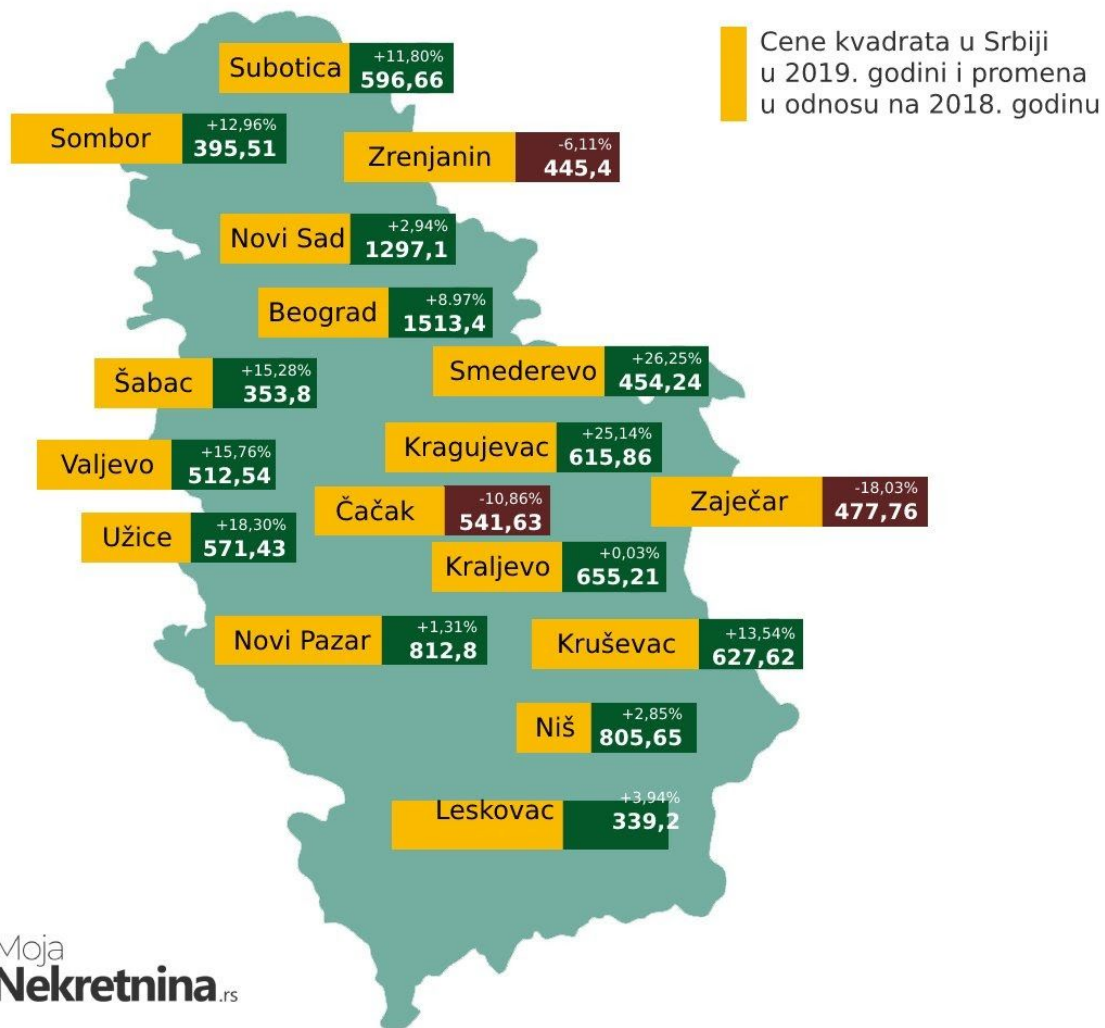 Cene kvadrata u Srbiji
u 2019. godini i promena
u odnosu na 2018. godinu
Subotica
+11,80%
596,66
Sombor
+12,96%
395,51
Zrenjanin
-6,11%
445,4
Novi Sad
+2,94%
1297,1
Beograd
+8.97%
1513,4
Šabac
+15,28%
353,8
Smederevo
+26,25%
454,24
Valjevo
+15,76%
512,54
Kragujevac
+25,14%
615,86
Čačak
-10,86%
541,63
Zaječar
-18,03%
477,76
Užice
+18,30%
571,43
Kraljevo
+0,03%
655,21
Novi Pazar
+1,31%
812,8
Kruševac
+13,54%
627,62
Niš
+2,85%
805,65
Leskovac
+3,94%
339,2
Moja
Nekretnina.rs